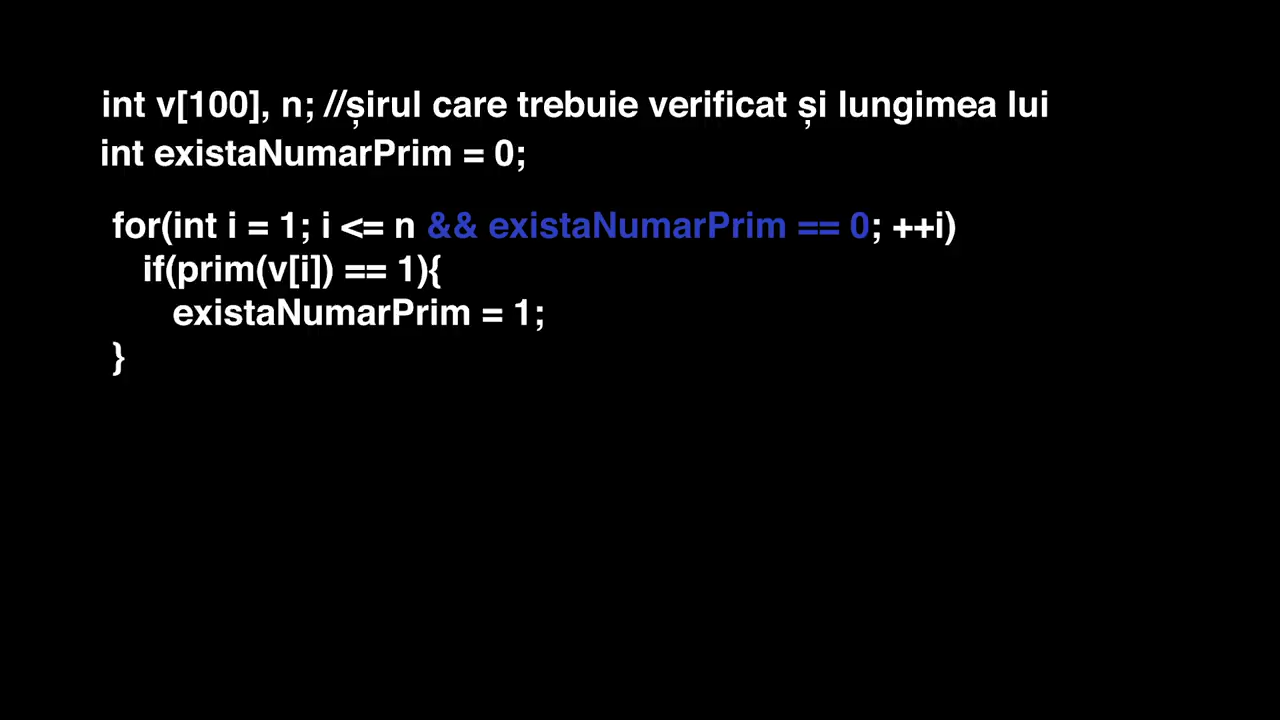 int v[100], n; //șirul care trebuie verificat și lungimea lui
int existaNumarPrim = 0;
for(int i = 1; i <= n && existaNumarPrim == 0; ++i)
if(prim(v[i]) == 1){
existaNumarPrim = 1;
}